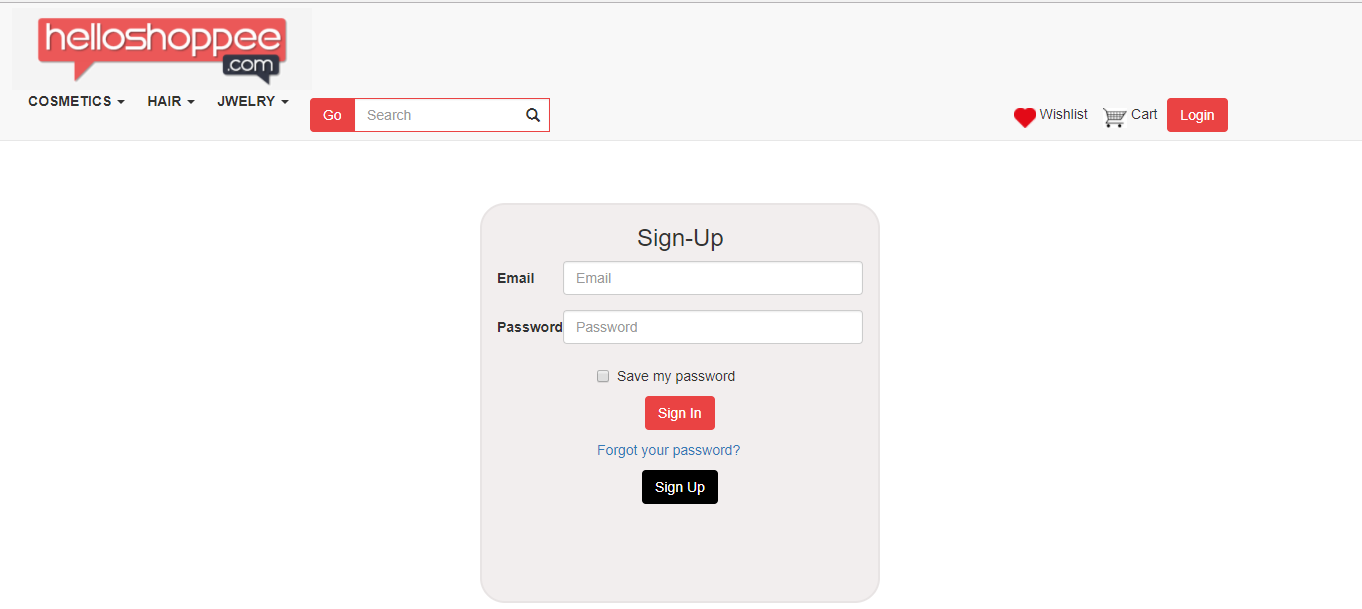 helloshoppee
.com
COSMETICS HAIR JWELRY Go Search Wishlist Cart Login
Sign-Up
Email Email
Password Password
Save my password
Sign In
Forgot your password?
Sign Up